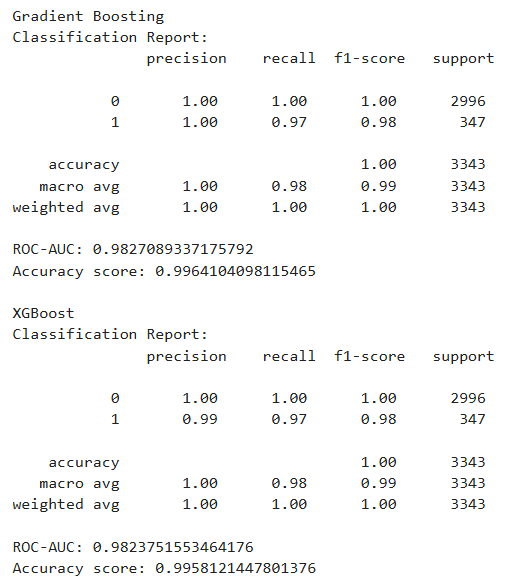 Gradient Boosting
Classification Report:
precision recall f1-score support
0 1.00 1.00 1.00 2996
1 1.00 0.97 0.98 347
accuracy 1.00 3343
macro avg 1.00 0.98 0.99 3343
weighted avg 1.00 1.00 1.00 3343
ROC-AUC: 0.9827089337175792
Accuracy score: 0.9964104098115465
XGBoost
Classification Report:
precision recall f1-score support
0 1.00 1.00 1.00 2996
1 0.99 0.97 0.98 347
accuracy 1.00 3343
macro avg 1.00 0.98 0.99 3343
weighted avg 1.00 1.00 1.00 3343
ROC-AUC: 0.9823751553464176
Accuracy score: 0.9958121447801376